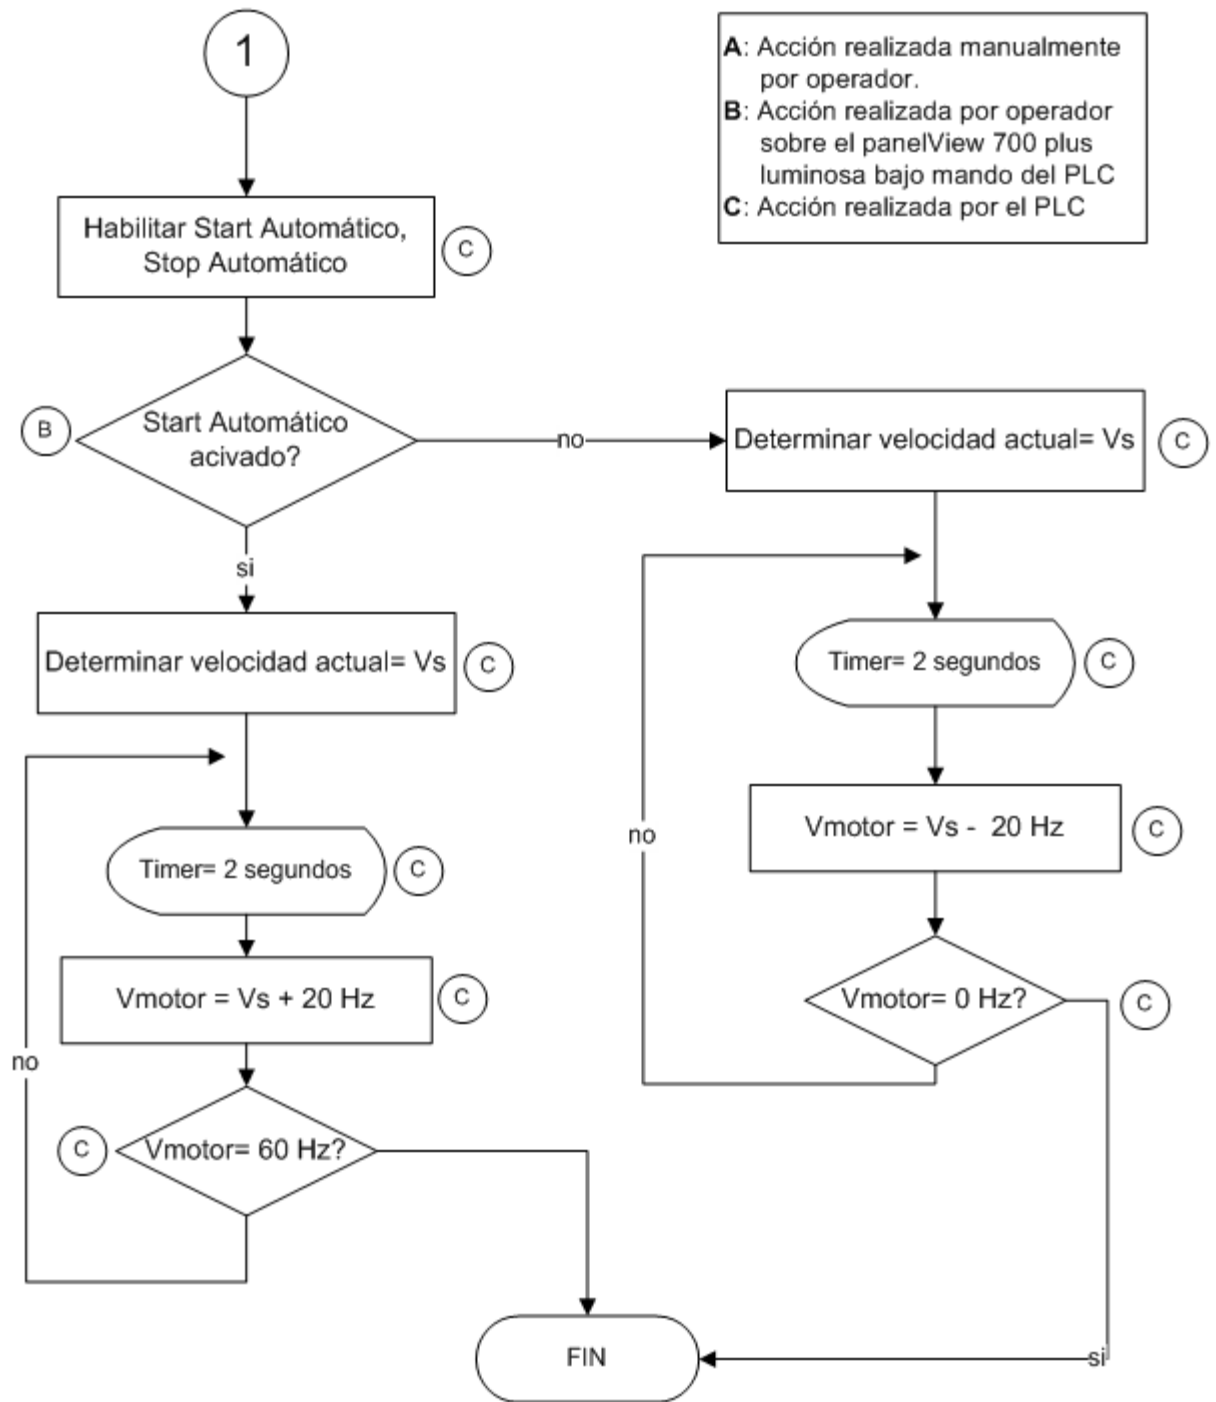 1
A: Acción realizada manualmente
por operador.
B: Acción realizada por operador
sobre el panelView 700 plus
luminosa bajo mando del PLC
C: Acción realizada por el PLC
Habilitar Start Automático,
Stop Automático
C
B
Start Automático
acivado?
no
Determinar velocidad actual= Vs
C
si
Determinar velocidad actual= Vs
C
Timer= 2 segundos
C
Vmotor = Vs - 20 Hz
C
no
Timer= 2 segundos
C
Vmotor = Vs + 20 Hz
C
Vmotor= 0 Hz?
C
no
C
Vmotor= 60 Hz?
FIN
si